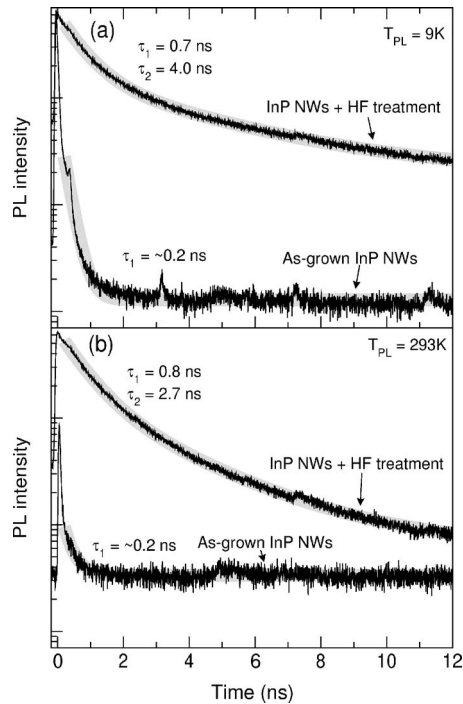 (a)
T_PL = 9K
τ₁ = 0.7 ns
τ₂ = 4.0 ns
InP NWs + HF treatment
PL intensity
τ₁ = ~0.2 ns
As-grown InP NWs
(b)
T_PL = 293K
τ₁ = 0.8 ns
τ₂ = 2.7 ns
InP NWs + HF treatment
PL intensity
τ₁ = ~0.2 ns
As-grown InP NWs
0 2 4 6 8 10 12
Time (ns)